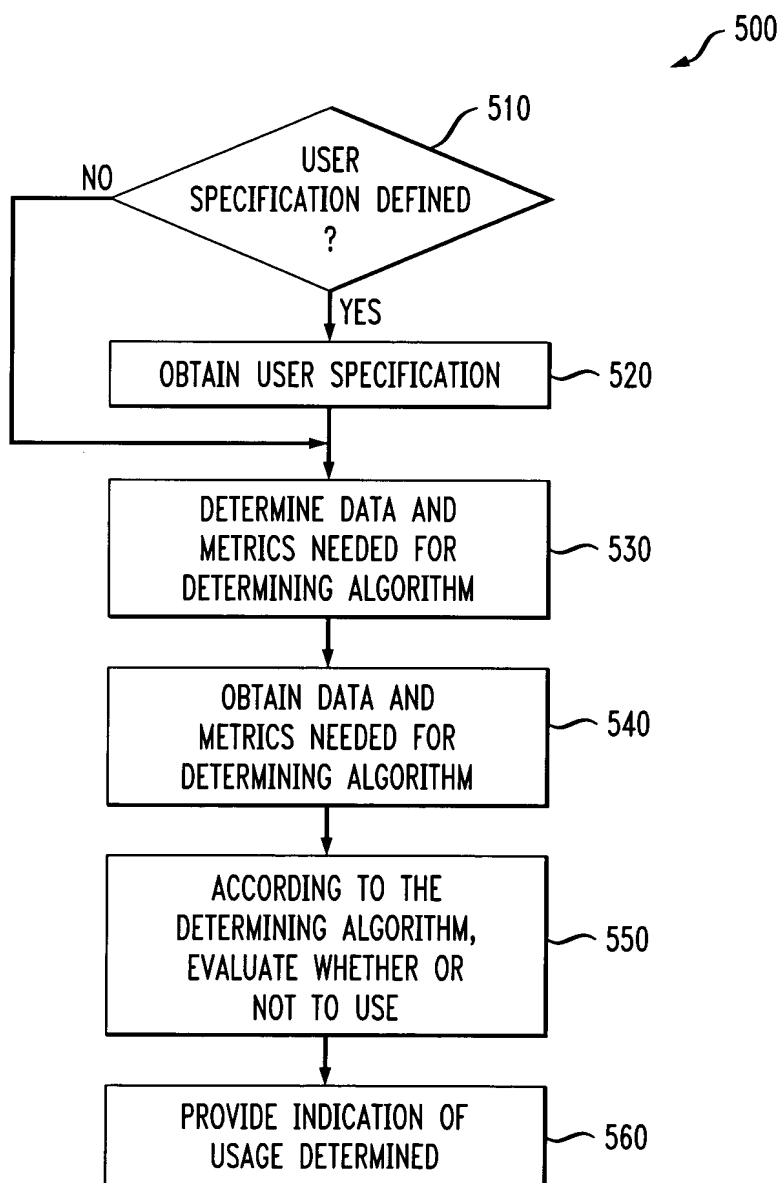 500
510
USER
SPECIFICATION DEFINED
?
NO
YES
OBTAIN USER SPECIFICATION
520
DETERMINE DATA AND
METRICS NEEDED FOR
DETERMINING ALGORITHM
530
OBTAIN DATA AND
METRICS NEEDED FOR
DETERMINING ALGORITHM
540
ACCORDING TO THE
DETERMINING ALGORITHM,
EVALUATE WHETHER OR
NOT TO USE
550
PROVIDE INDICATION OF
USAGE DETERMINED
560